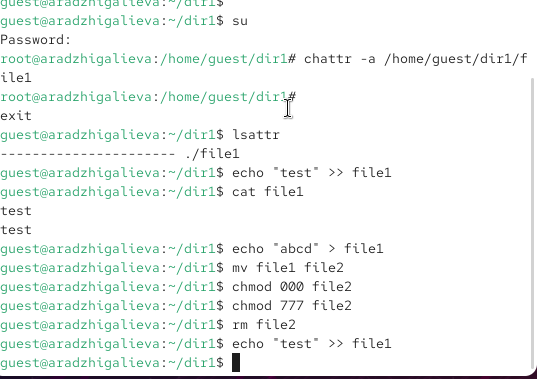 guest@aradzhigalieva:~/dir1$
guest@aradzhigalieva:~/dir1$ su
Password:
root@aradzhigalieva:/home/guest/dir1# chattr -a /home/guest/dir1/f
ile1
root@aradzhigalieva:/home/guest/dir1#
exit
guest@aradzhigalieva:~/dir1$ lsattr
--------------------- ./file1
guest@aradzhigalieva:~/dir1$ echo "test" >> file1
guest@aradzhigalieva:~/dir1$ cat file1
test
test
guest@aradzhigalieva:~/dir1$ echo "abcd" > file1
guest@aradzhigalieva:~/dir1$ mv file1 file2
guest@aradzhigalieva:~/dir1$ chmod 000 file2
guest@aradzhigalieva:~/dir1$ chmod 777 file2
guest@aradzhigalieva:~/dir1$ rm file2
guest@aradzhigalieva:~/dir1$ echo "test" >> file1
guest@aradzhigalieva:~/dir1$